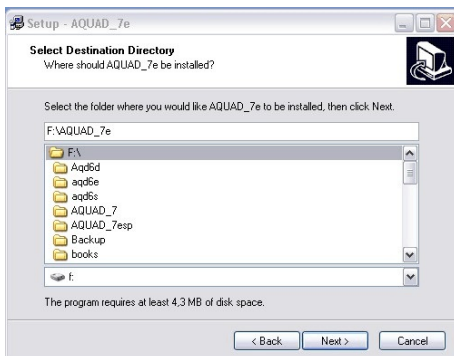 Setup - AQUAD_7e
Select Destination Directory
Where should AQUAD_7e be installed?
Select the folder where you would like AQUAD_7e to be installed, then click Next.
F:\AQUAD_7e
F:\
Aqd6d
aqd6e
aqd6s
AQUAD_7
AQUAD_7esp
Backup
books
f:
The program requires at least 4,3 MB of disk space.
< Back
Next >
Cancel